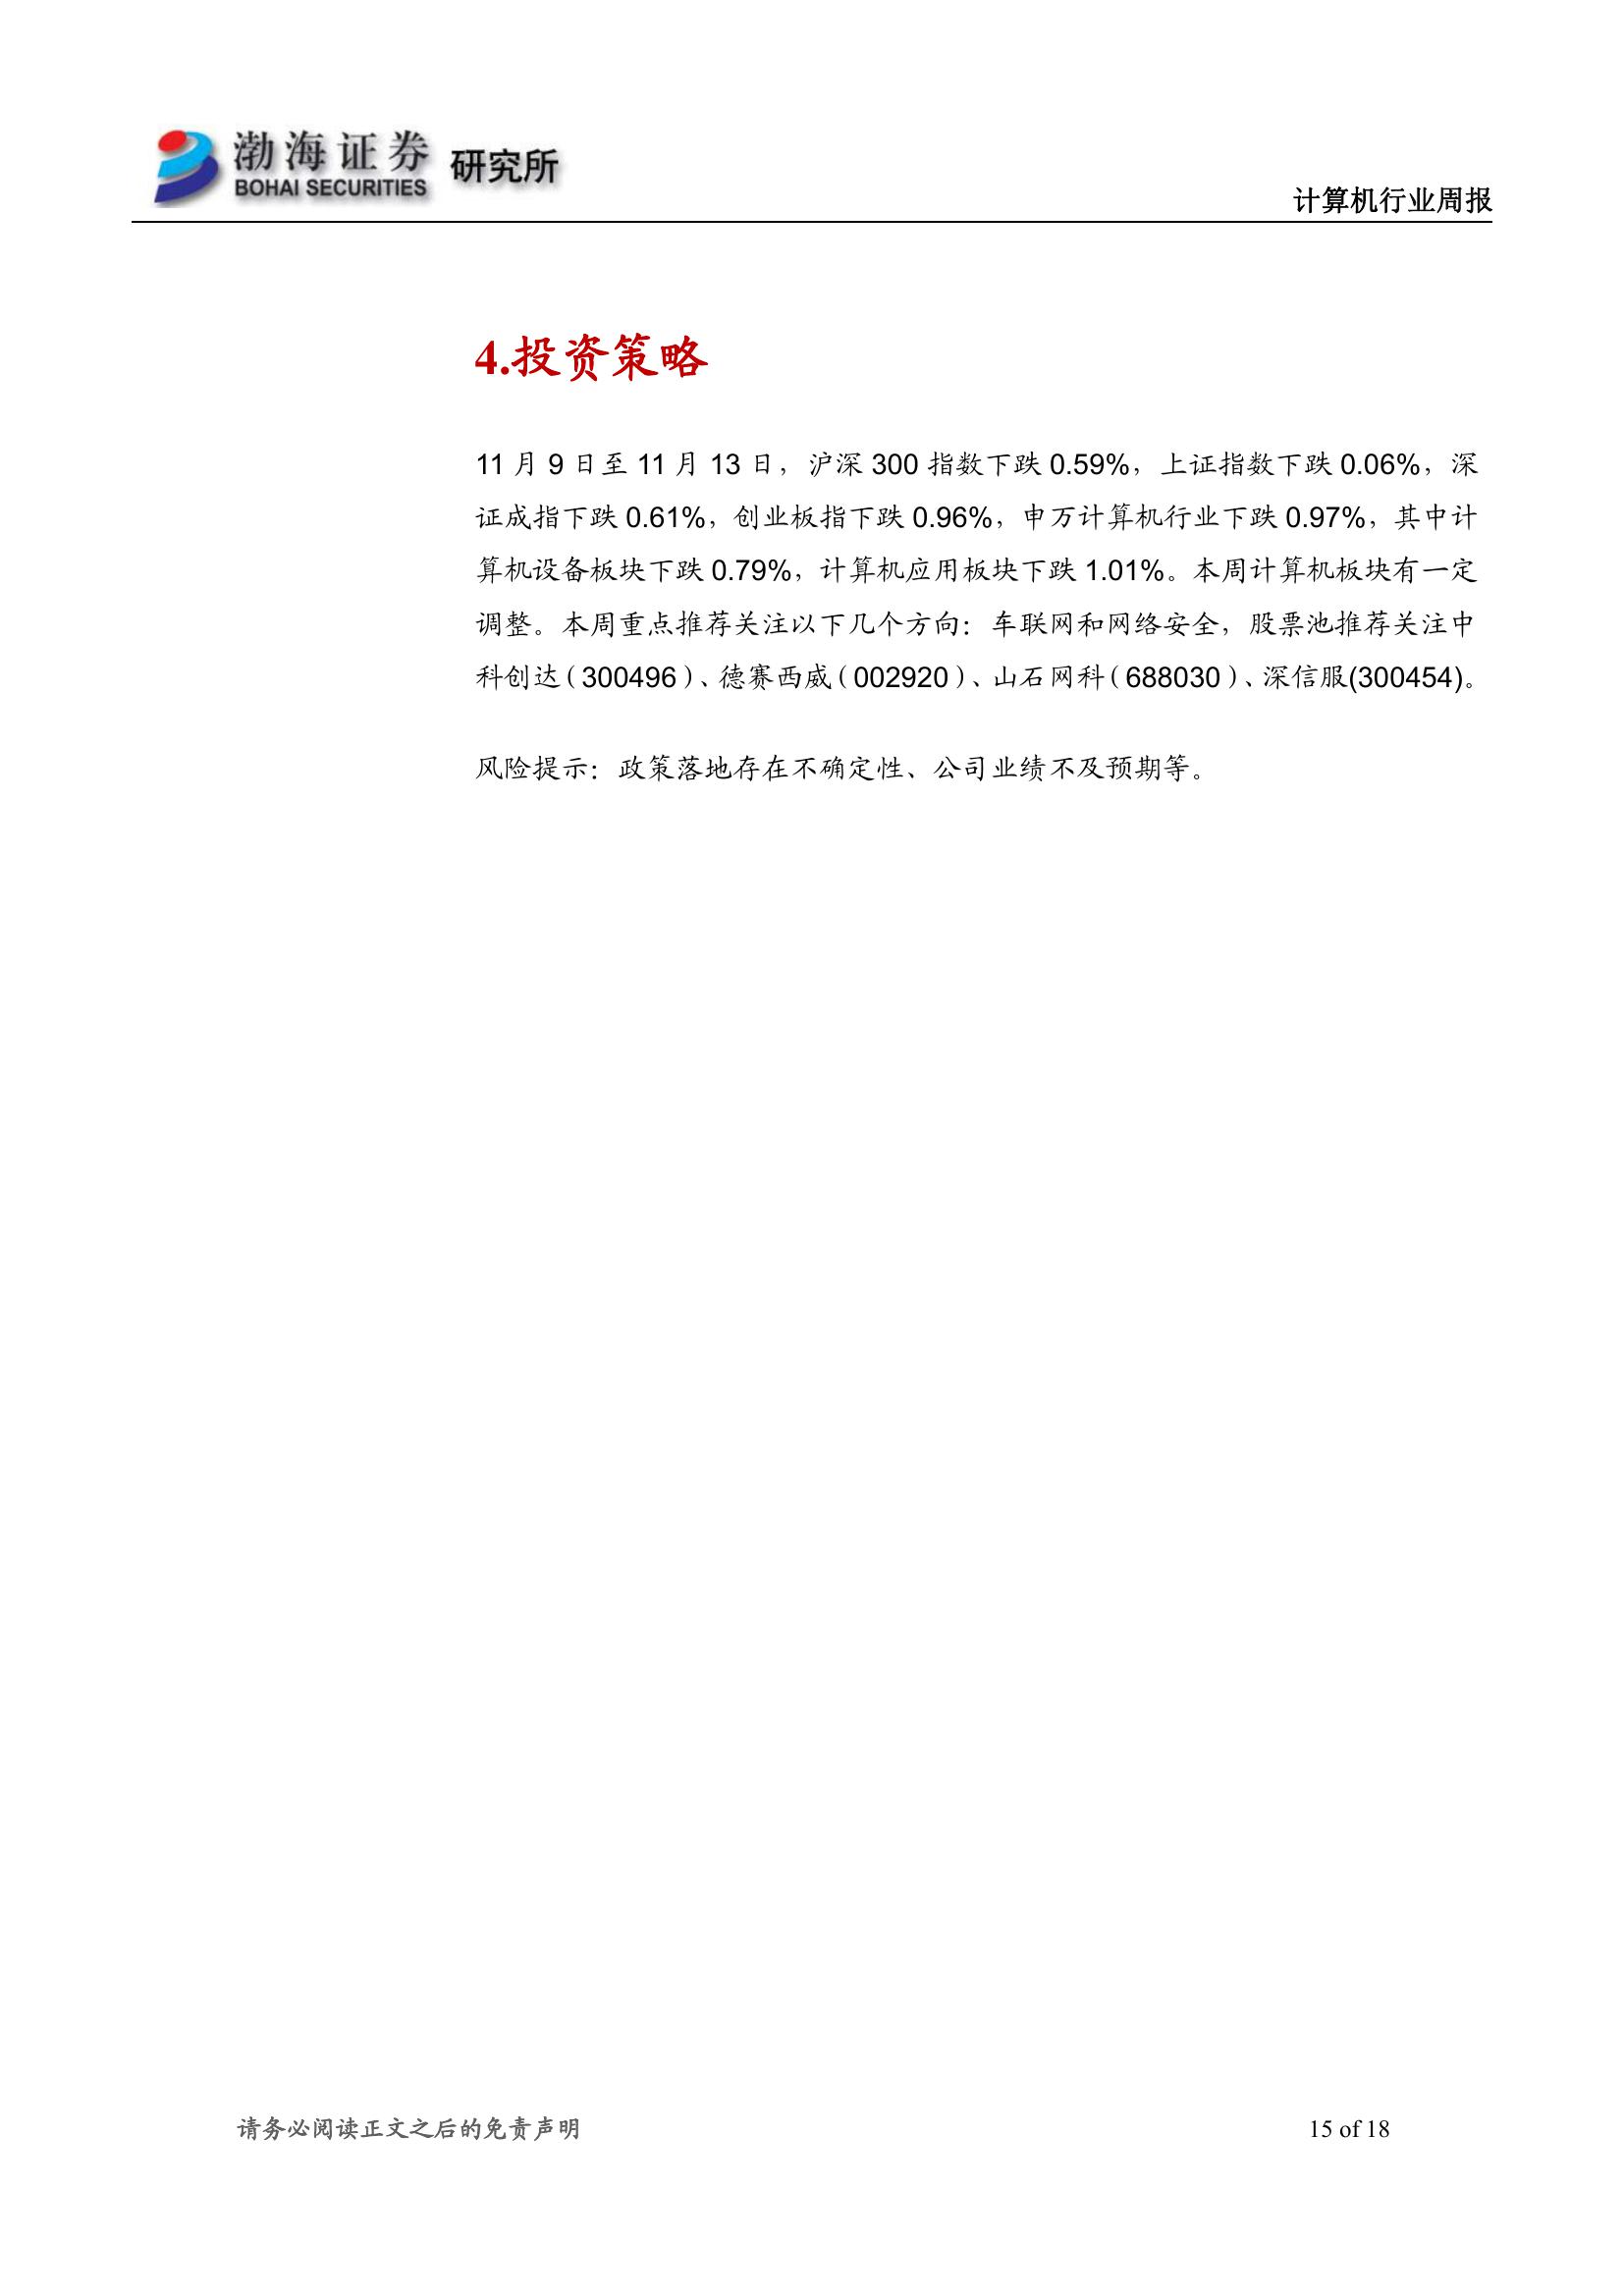 渤海证券 研究所
BOHAI SECURITIES
计算机行业周报
4.投资策略
11 月 9 日至 11 月 13 日，沪深 300 指数下跌 0.59%，上证指数下跌 0.06%，深
证成指下跌 0.61%，创业板指下跌 0.96%，申万计算机行业下跌 0.97%，其中计
算机设备板块下跌 0.79%，计算机应用板块下跌 1.01%。本周计算机板块有一定
调整。本周重点推荐关注以下几个方向：车联网和网络安全，股票池推荐关注中
科创达（300496）、德赛西威（002920）、山石网科（688030）、深信服(300454)。
风险提示：政策落地存在不确定性、公司业绩不及预期等。
请务必阅读正文之后的免责声明
15 of 18